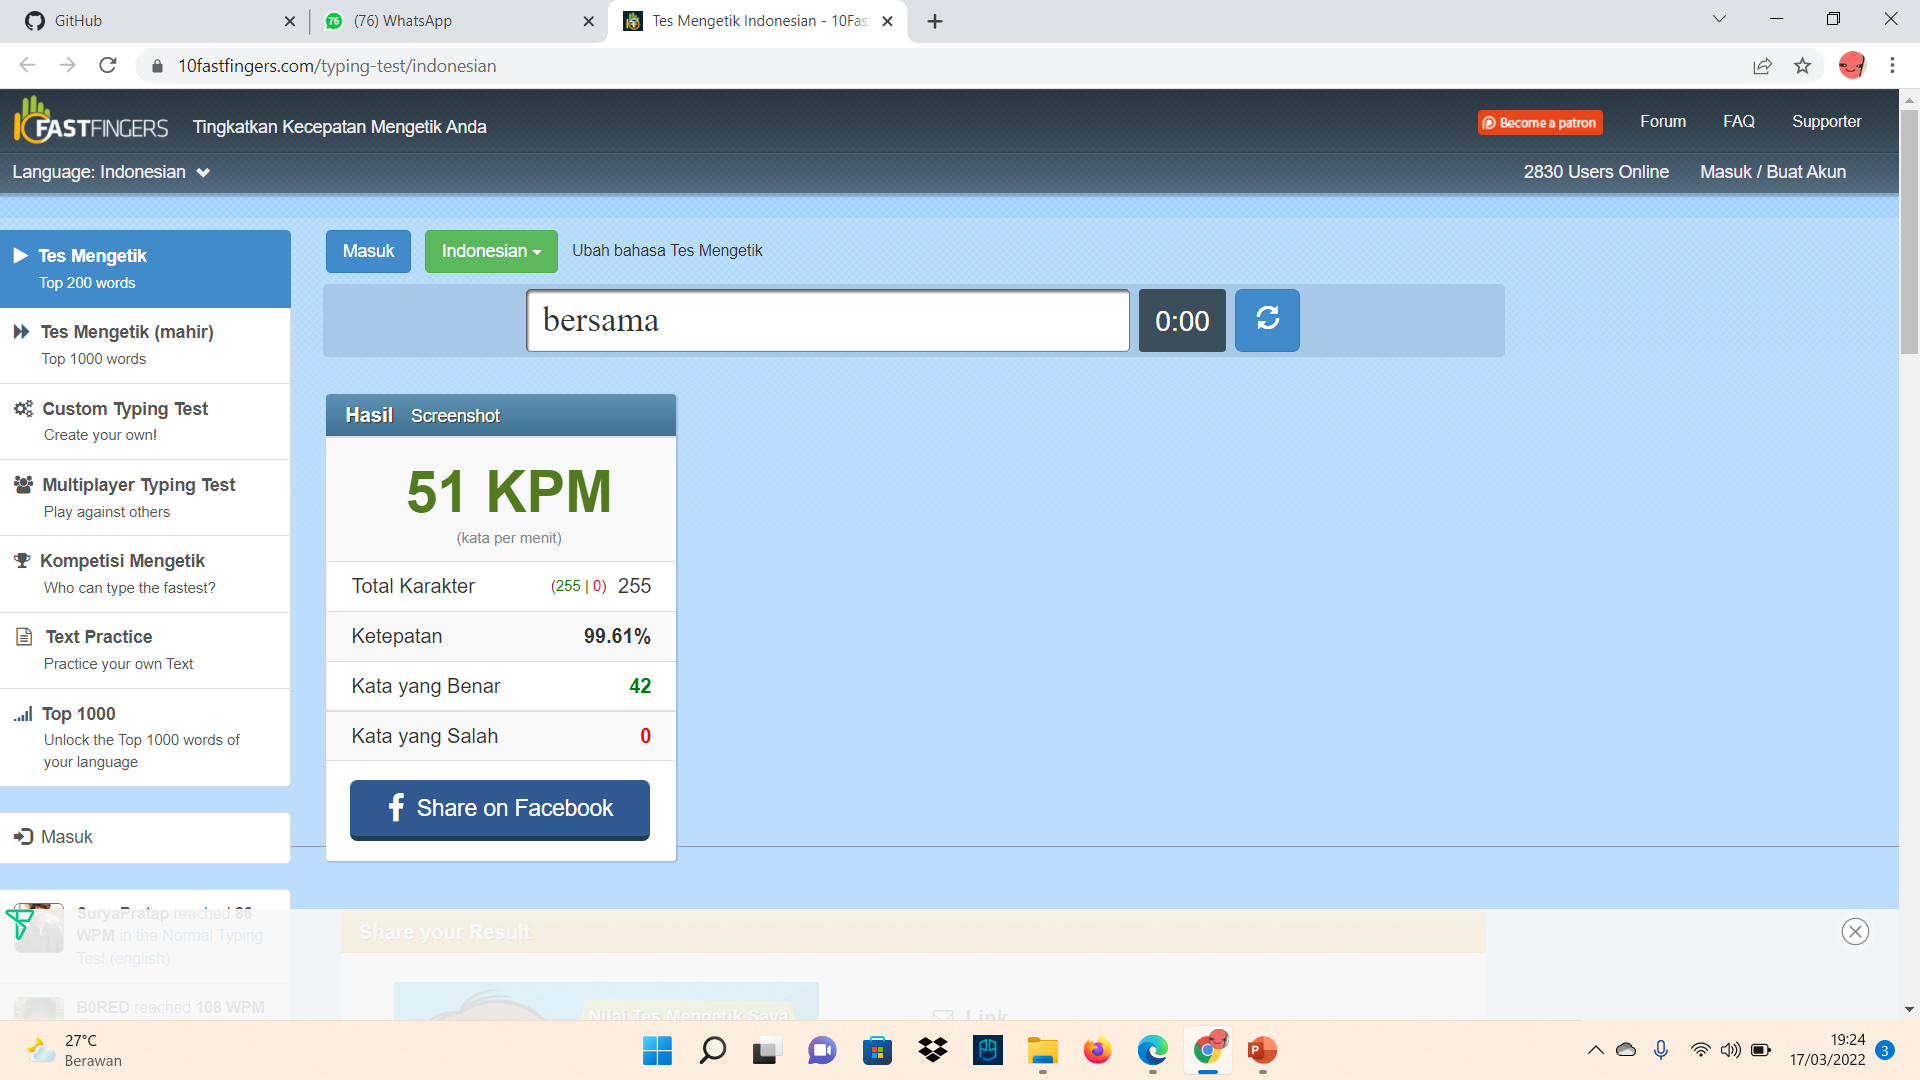 GitHub
76
(76) WhatsApp
Tes Mengetik Indonesian - 10Fas
10fastfingers.com/typing-test/indonesian
10FASTFINGERS
Tingkatkan Kecepatan Mengetik Anda
Become a patron
Forum
FAQ
Supporter
Language: Indonesian
2830 Users Online
Masuk / Buat Akun
Tes Mengetik
Top 200 words
Tes Mengetik (mahir)
Top 1000 words
Custom Typing Test
Create your own!
Multiplayer Typing Test
Play against others
Kompetisi Mengetik
Who can type the fastest?
Text Practice
Practice your own Text
Top 1000
Unlock the Top 1000 words of
your language
Masuk
SuryaPratap reached 86
WPM in the Normal Typing
Test (english)
B0RED reached 108 WPM
Masuk
Indonesian
Ubah bahasa Tes Mengetik
bersama
0:00
Hasil Screenshot
51 KPM
(kata per menit)
Total Karakter (255 | 0) 255
Ketepatan 99.61%
Kata yang Benar 42
Kata yang Salah 0
Share on Facebook
Share your Result
Nilai Tes Mengetik Saya
Link
27°C
Berawan
19:24
17/03/2022
3